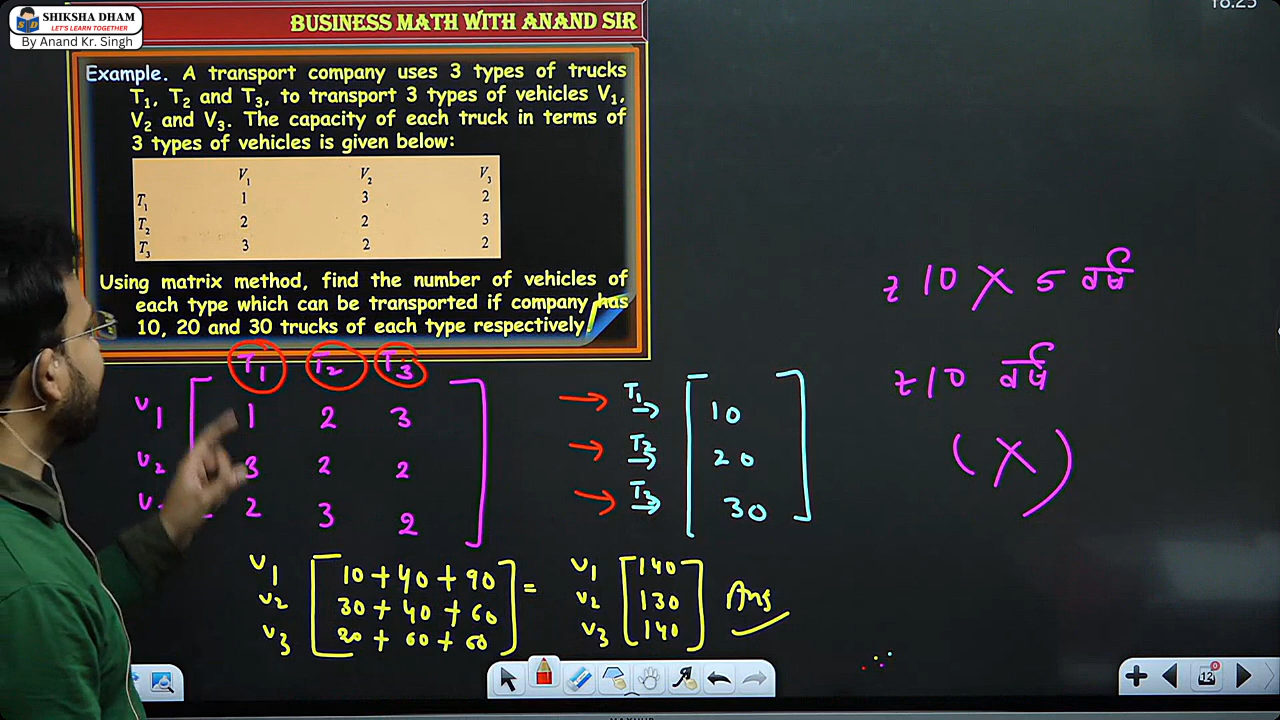 18:25
SHIKSHA DHAM
LET'S LEARN TOGETHER
By Anand Kr. Singh
BUSINESS MATH WITH ANAND SIR
Example. A transport company uses 3 types of trucks
T₁, T₂ and T₃, to transport 3 types of vehicles V₁,
V₂ and V₃. The capacity of each truck in terms of
3 types of vehicles is given below:
V₁ V₂ V₃
T₁ 1 3 2
T₂ 2 2 3
T₃ 3 2 2
Using matrix method, find the number of vehicles of
each type which can be transported if company has
10, 20 and 30 trucks of each type respectively.
T₁ T₂ T₃
V₁ 1 2 3
V₂ 3 2 2
2 3 2
T₁ → 10
T₂ → 20
T₃ → 30
V₁ 10 + 40 + 90 = V₁ 140
V₂ 30 + 40 + 60 V₂ 130 Ans
V₃ 20 + 60 + 60 V₃ 140
₹10 X 5 वर्ष
₹10 वर्ष
(X)
12